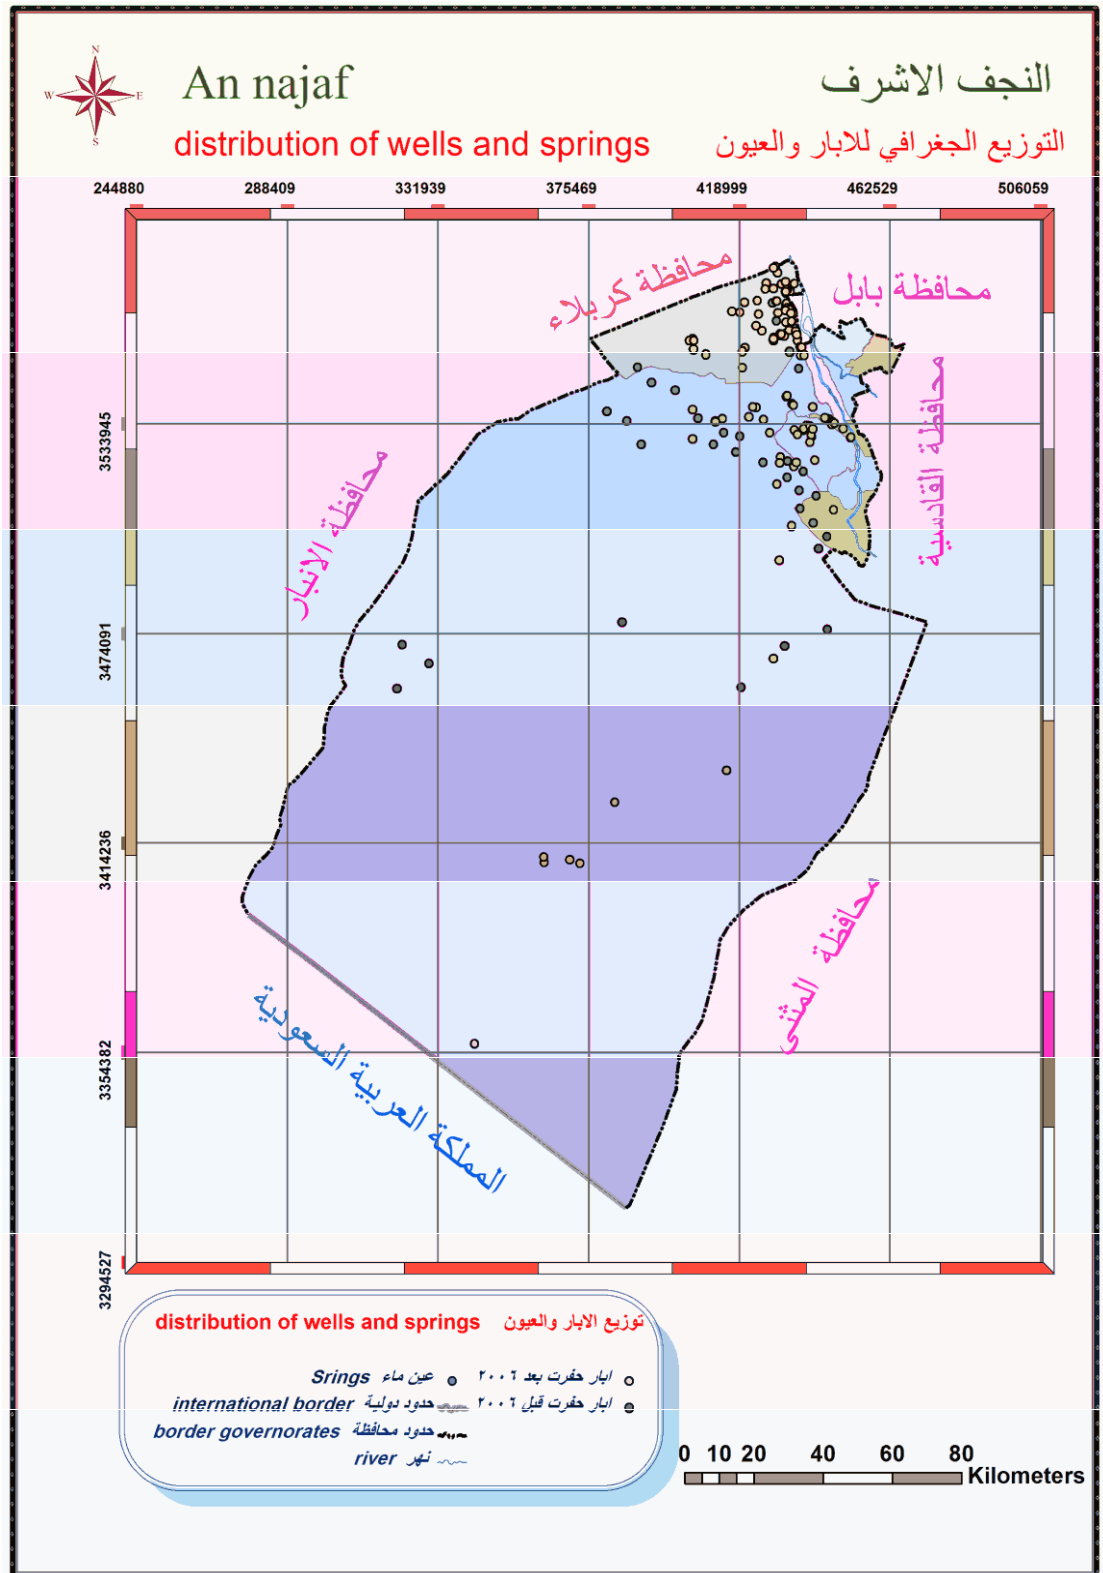 N
W E
S
An najaf النجف الاشرف
distribution of wells and springs التوزيع الجغرافي للابار والعيون
244880 288409 331939 375469 418999 462529 506059
محافظة كربلاء
محافظة بابل
3533945
محافظة القادسية
محافظة الانبار
3474091
3414236
محافظة المثنى
3354382
المملكة العربية السعودية
3294527
distribution of wells and springs توزيع الابار والعيون
Srings عين ماء ابار حفرت بعد ٢٠٠٦
international border حدود دولية ابار حفرت قبل ٢٠٠٦
border governorates حدود محافظة
river نهر
0 10 20 40 60 80
Kilometers